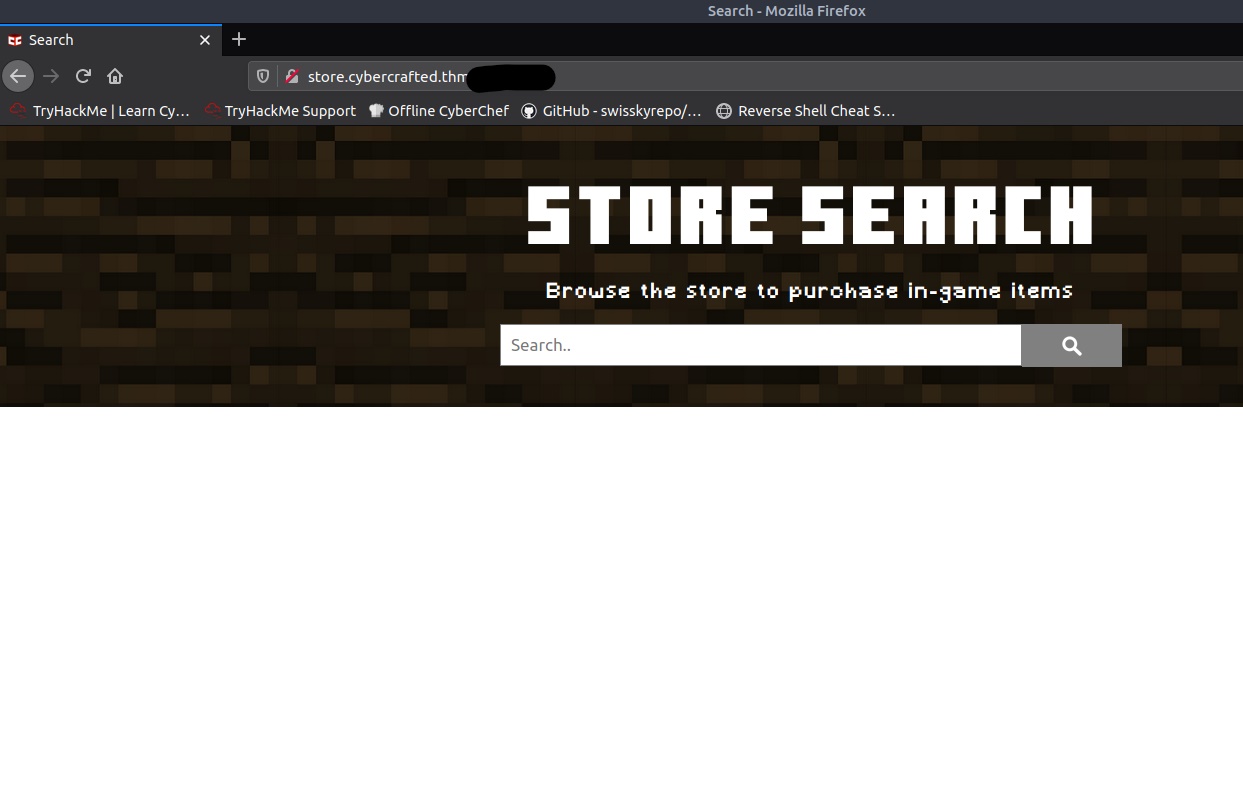 Search - Mozilla Firefox
Search
store.cybercrafted.thm
TryHackMe | Learn Cy... TryHackMe Support Offline CyberChef GitHub - swisskyrepo/... Reverse Shell Cheat S...
STORE SEARCH
Browse the store to purchase in-game items
Search..